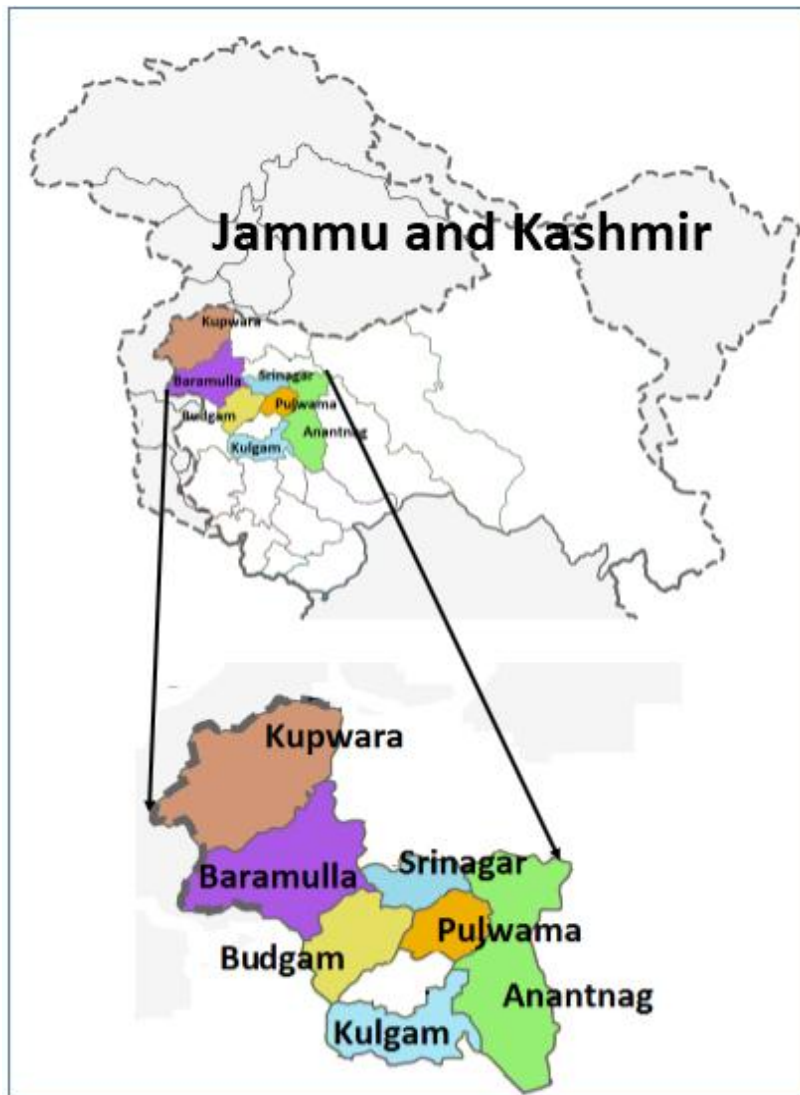 Jammu and Kashmir
Kupwara
Baramulla
Srinagar
Budgam
Pulwama
Anantnag
Kulgam
Kupwara
Baramulla
Srinagar
Budgam
Pulwama
Anantnag
Kulgam